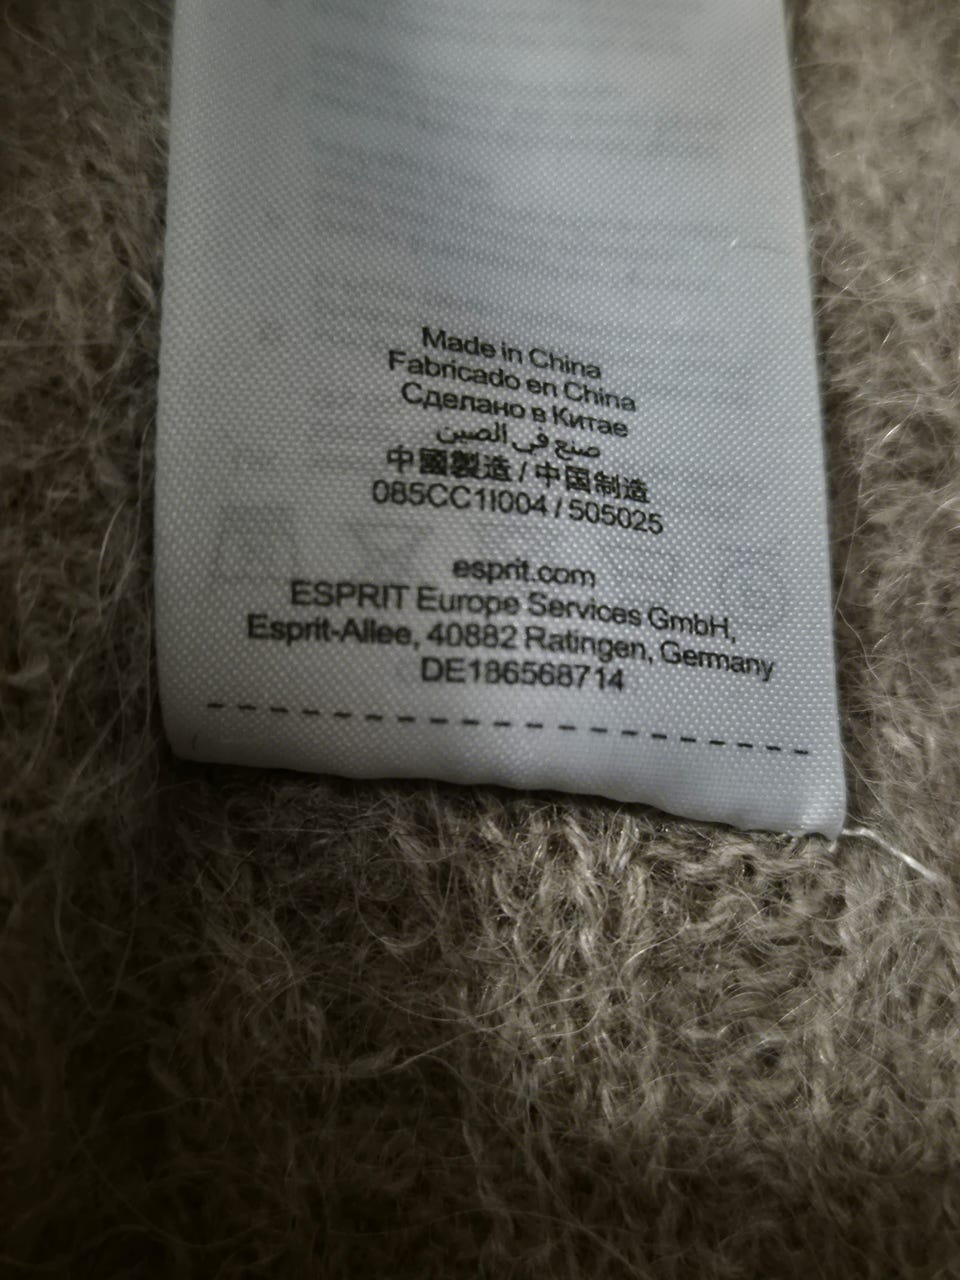 Made in China
Fabricado en China
Сделано в Китае
صنع في الصين
中國製造 / 中国制造
085CC1I004 / 505025
esprit.com
ESPRIT Europe Services GmbH,
Esprit-Allee, 40882 Ratingen, Germany
DE186568714